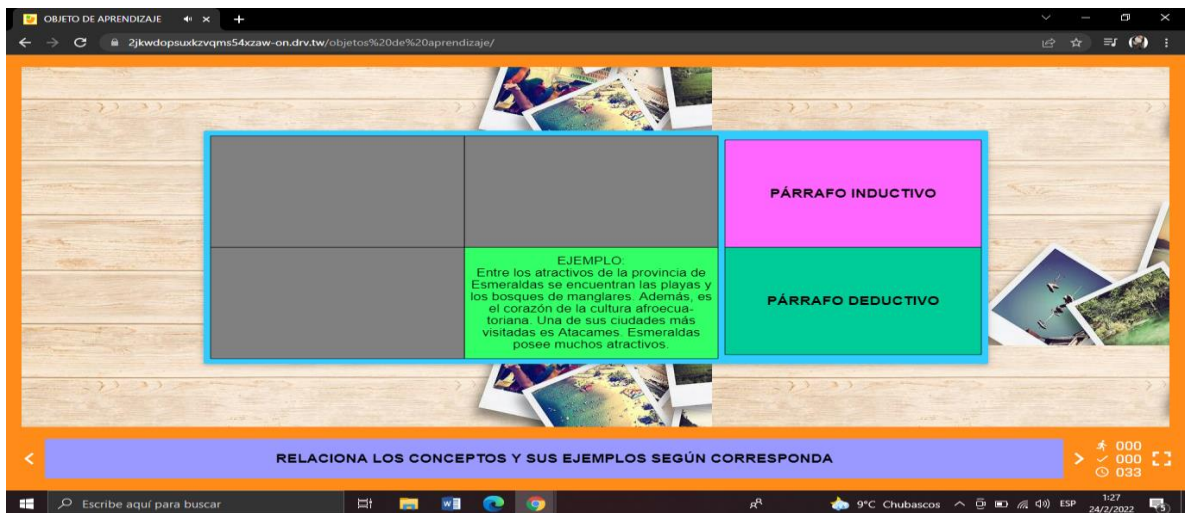 OBJETO DE APRENDIZAJE
2jkwdopsuxkzvqms54xzaw-on.drv.tw/objetos%20de%20aprendizaje/
PÁRRAFO INDUCTIVO
EJEMPLO:
Entre los atractivos de la provincia de
Esmeraldas se encuentran las playas y
los bosques de manglares. Además, es
el corazón de la cultura afroecua-
toriana. Una de sus ciudades más
visitadas es Atacames. Esmeraldas
posee muchos atractivos.
PÁRRAFO DEDUCTIVO
RELACIONA LOS CONCEPTOS Y SUS EJEMPLOS SEGÚN CORRESPONDA
000
000
033
Escribe aquí para buscar
9°C Chubascos
ESP
1:27
24/2/2022